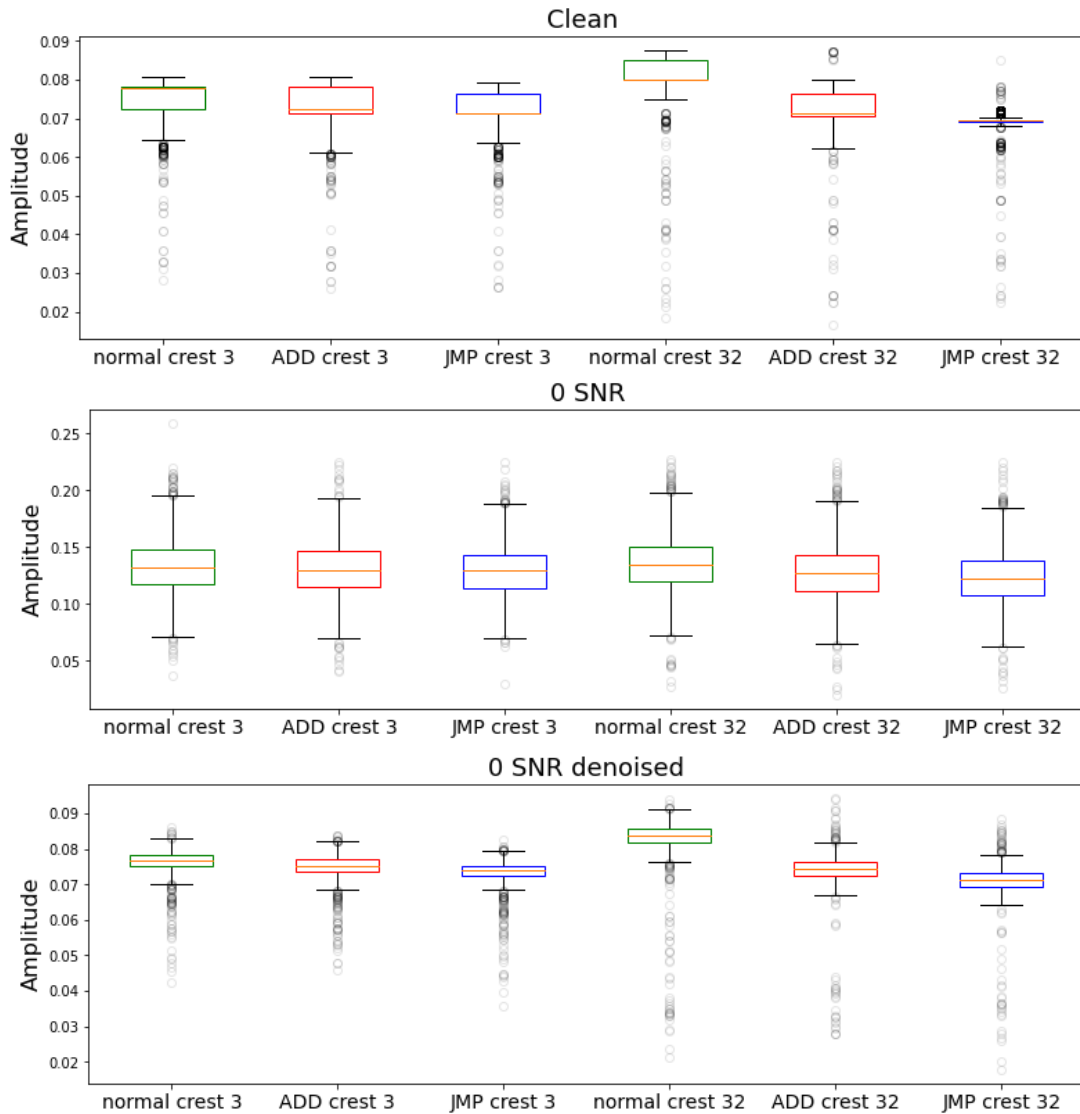 Clean
Amplitude
0.09
0.08
0.07
0.06
0.05
0.04
0.03
0.02
normal crest 3 ADD crest 3 JMP crest 3 normal crest 32 ADD crest 32 JMP crest 32
0 SNR
Amplitude
0.25
0.20
0.15
0.10
0.05
normal crest 3 ADD crest 3 JMP crest 3 normal crest 32 ADD crest 32 JMP crest 32
0 SNR denoised
Amplitude
0.09
0.08
0.07
0.06
0.05
0.04
0.03
0.02
normal crest 3 ADD crest 3 JMP crest 3 normal crest 32 ADD crest 32 JMP crest 32